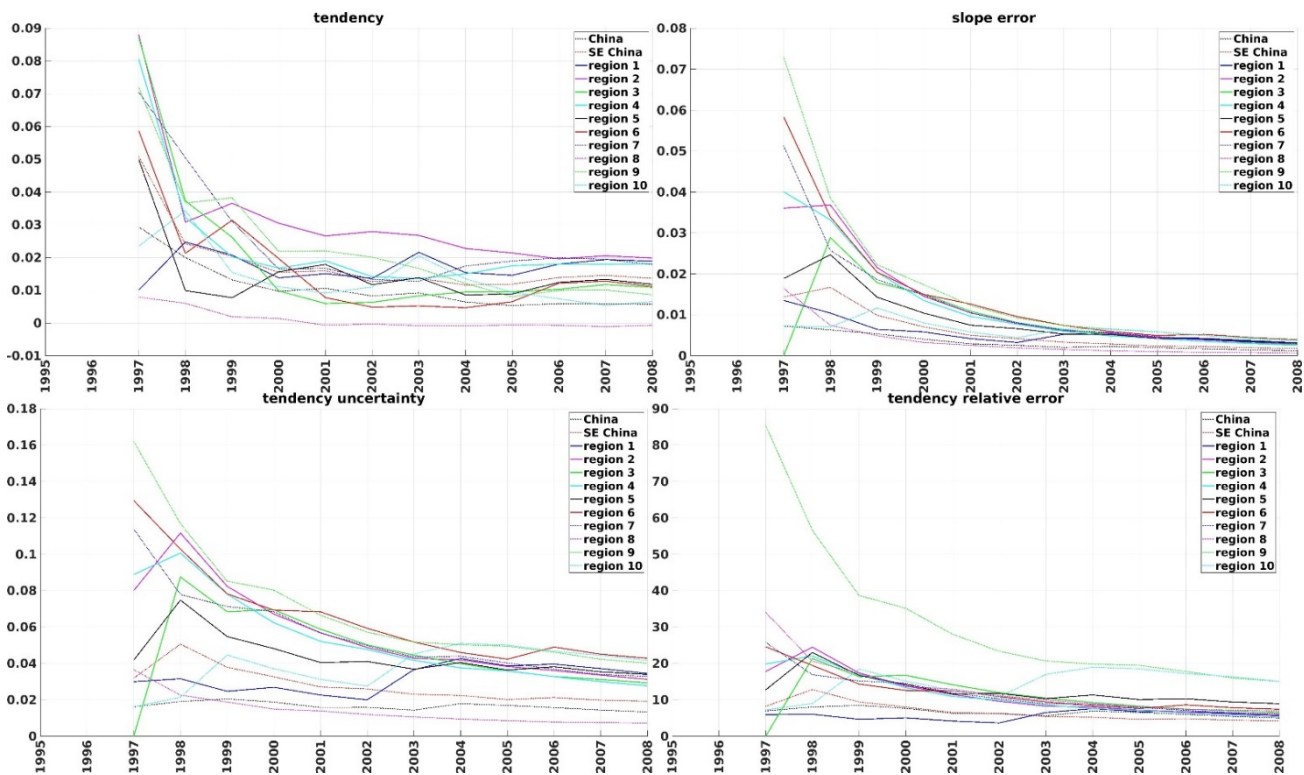 tendency
0.09
0.08
0.07
0.06
0.05
0.04
0.03
0.02
0.01
0
-0.01
1995
1996
1997
1998
1999
2000
2001
2002
2003
2004
2005
2006
2007
2008
China
SE China
region 1
region 2
region 3
region 4
region 5
region 6
region 7
region 8
region 9
region 10
slope error
0.08
0.07
0.06
0.05
0.04
0.03
0.02
0.01
0
1995
1996
1997
1998
1999
2000
2001
2002
2003
2004
2005
2006
2007
2008
China
SE China
region 1
region 2
region 3
region 4
region 5
region 6
region 7
region 8
region 9
region 10
tendency uncertainty
0.18
0.16
0.14
0.12
0.1
0.08
0.06
0.04
0.02
0
1995
1996
1997
1998
1999
2000
2001
2002
2003
2004
2005
2006
2007
2008
China
SE China
region 1
region 2
region 3
region 4
region 5
region 6
region 7
region 8
region 9
region 10
tendency relative error
90
80
70
60
50
40
30
20
10
0
1995
1996
1997
1998
1999
2000
2001
2002
2003
2004
2005
2006
2007
2008
China
SE China
region 1
region 2
region 3
region 4
region 5
region 6
region 7
region 8
region 9
region 10